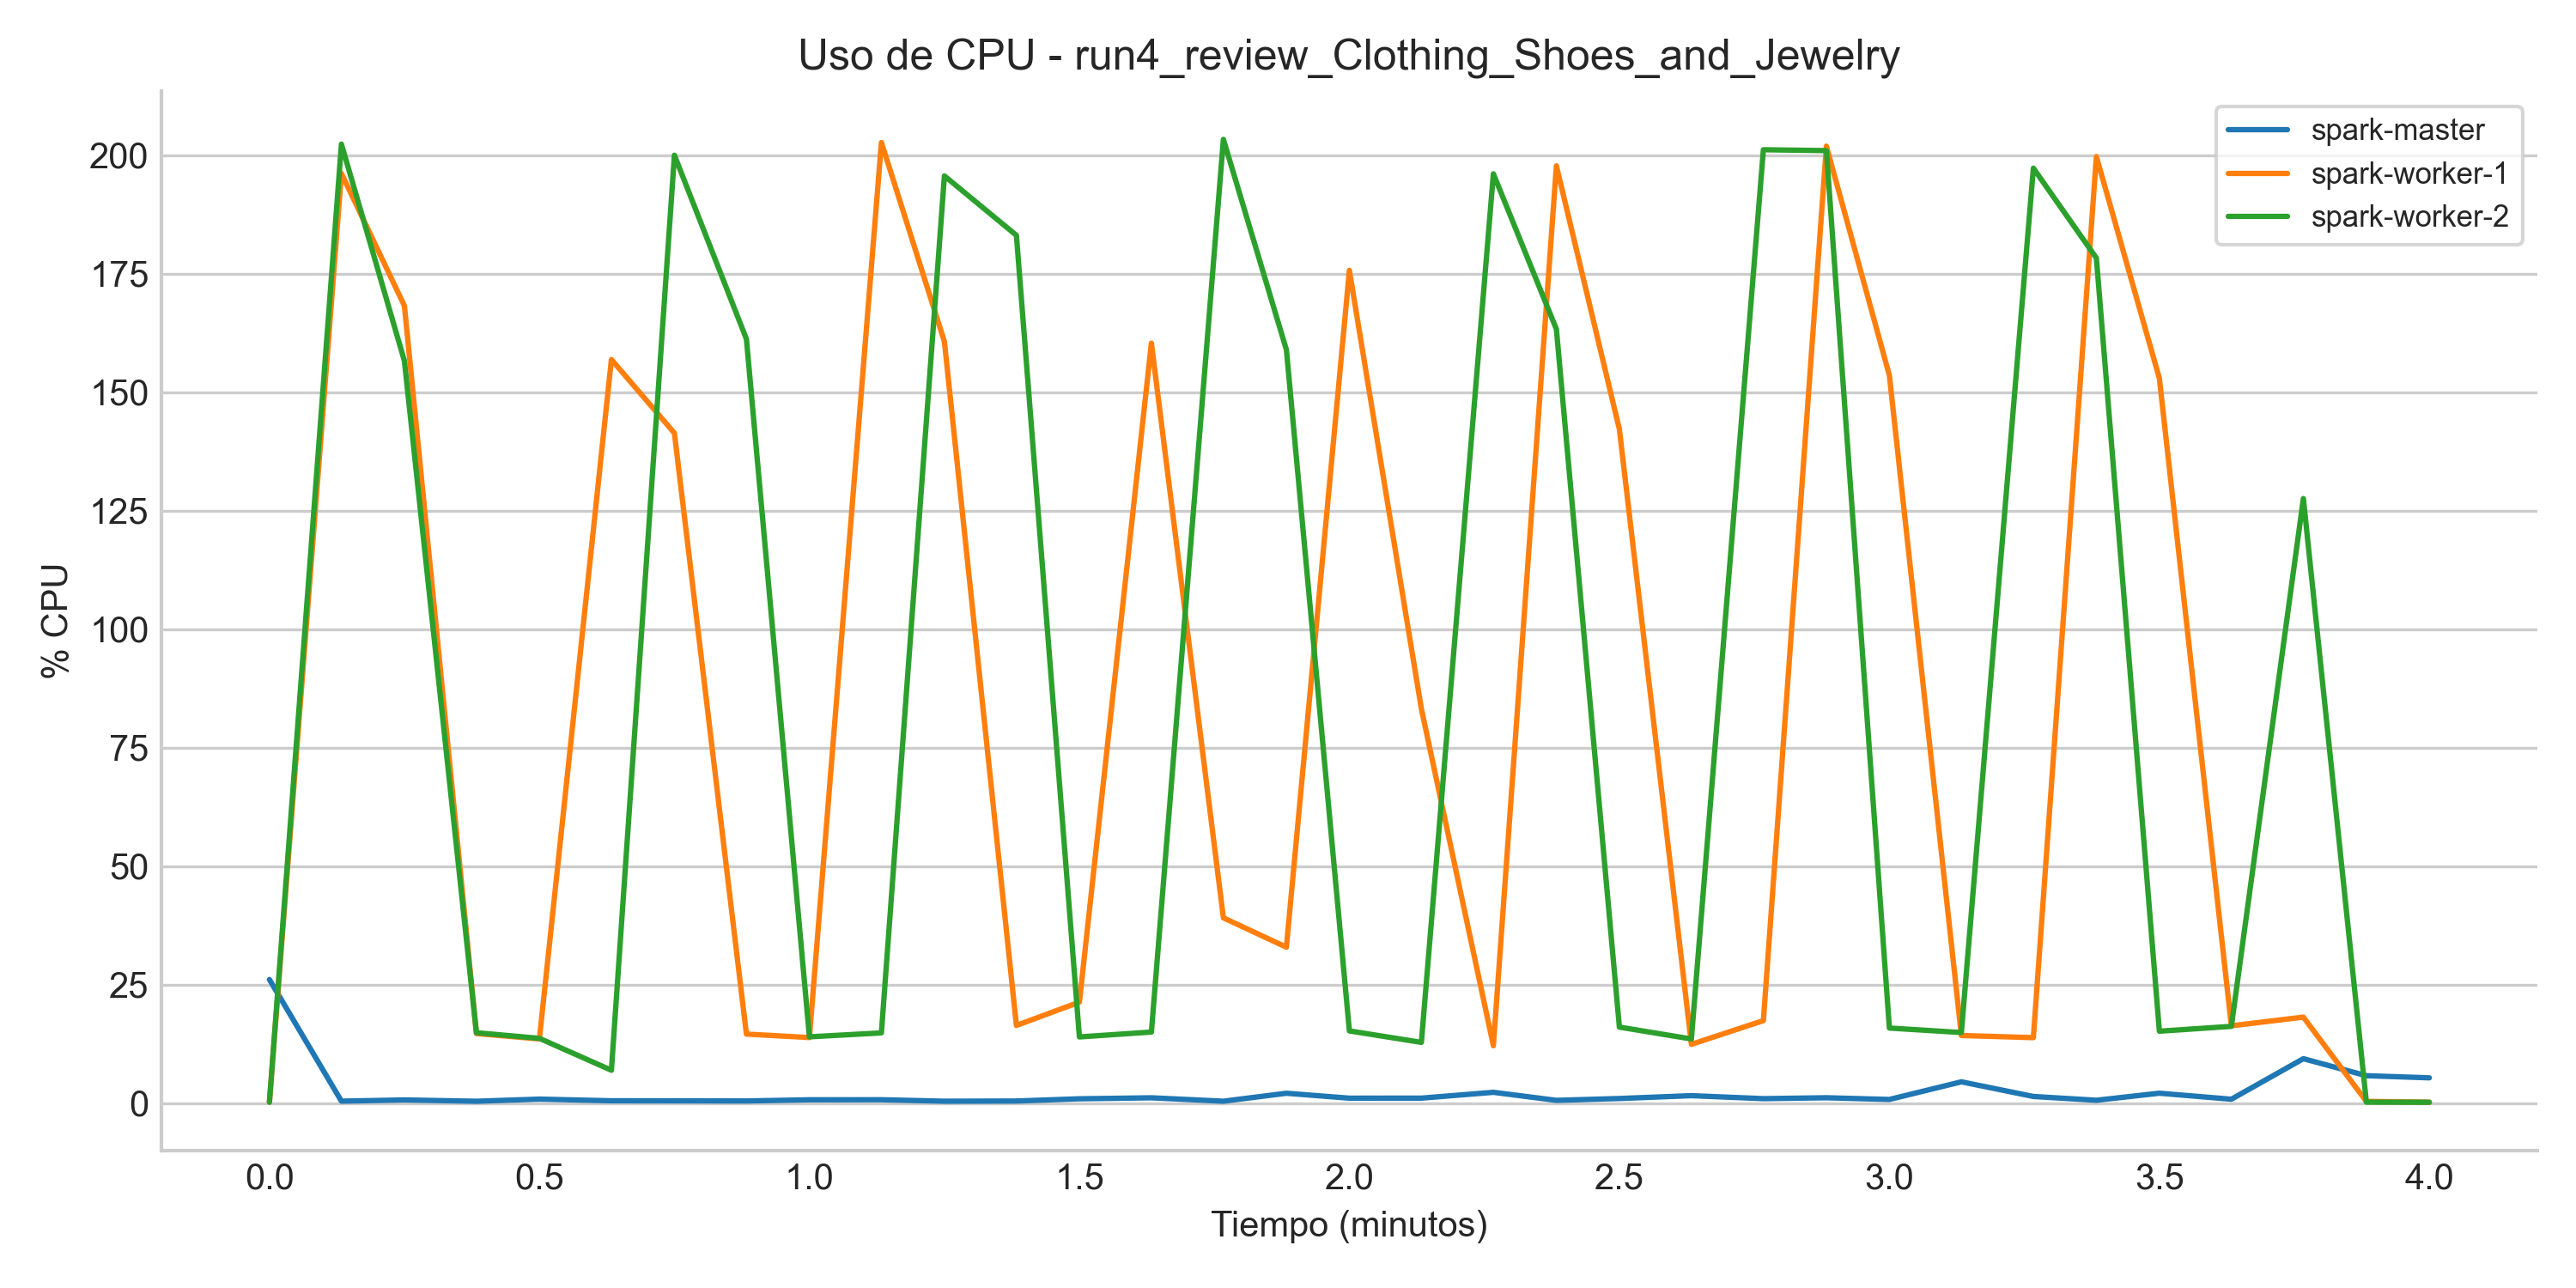 Uso de CPU - run4_review_Clothing_Shoes_and_Jewelry
spark-master
spark-worker-1
spark-worker-2
200
175
150
125
100
75
50
25
0
% CPU
0.0 0.5 1.0 1.5 2.0 2.5 3.0 3.5 4.0
Tiempo (minutos)